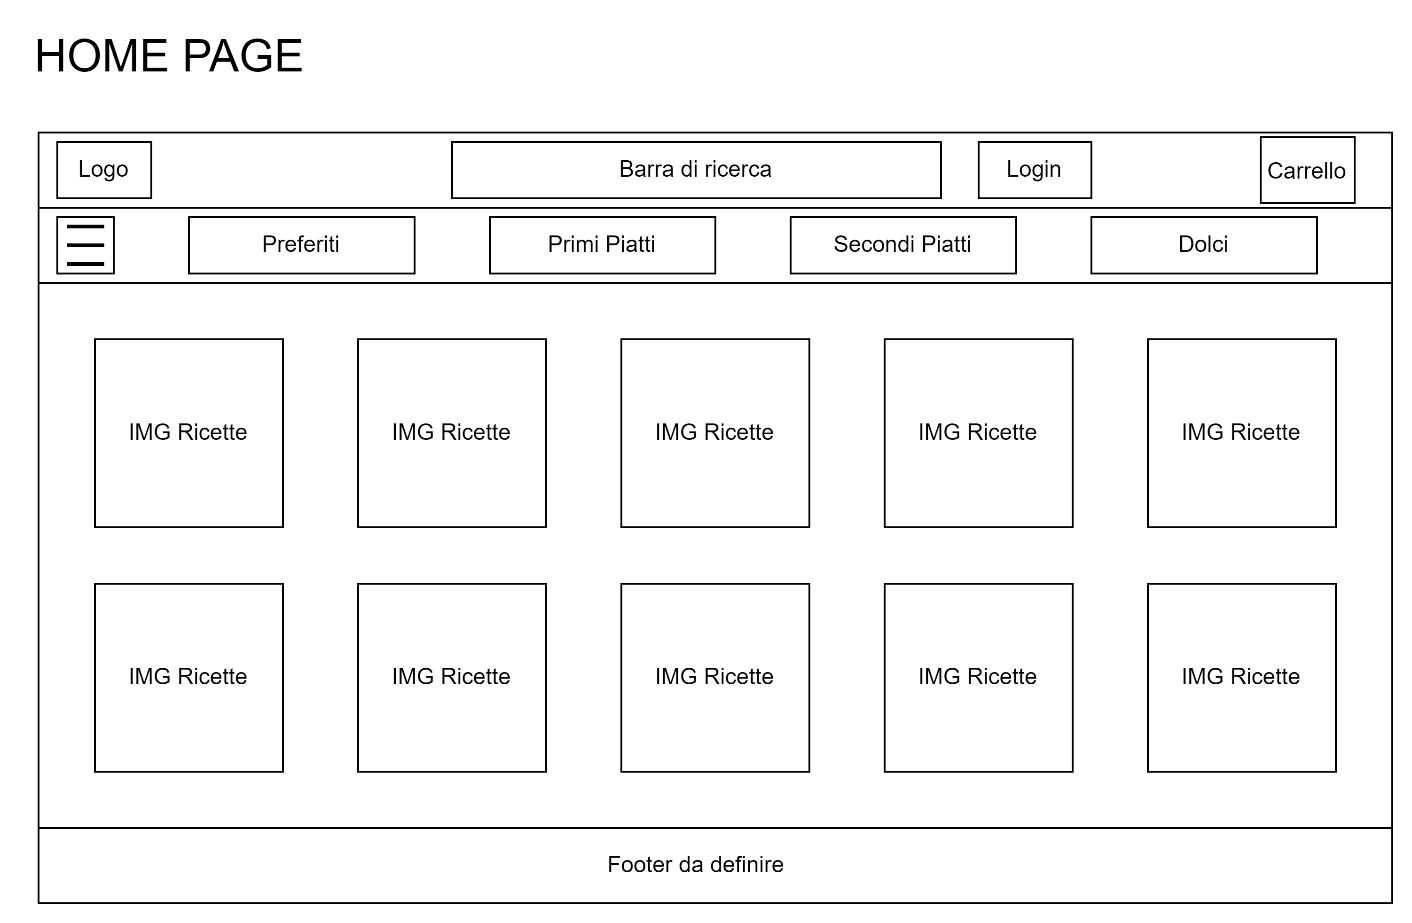 HOME PAGE
Logo
Barra di ricerca
Login
Carrello
Preferiti
Primi Piatti
Secondi Piatti
Dolci
IMG Ricette
IMG Ricette
IMG Ricette
IMG Ricette
IMG Ricette
IMG Ricette
IMG Ricette
IMG Ricette
IMG Ricette
IMG Ricette
Footer da definire